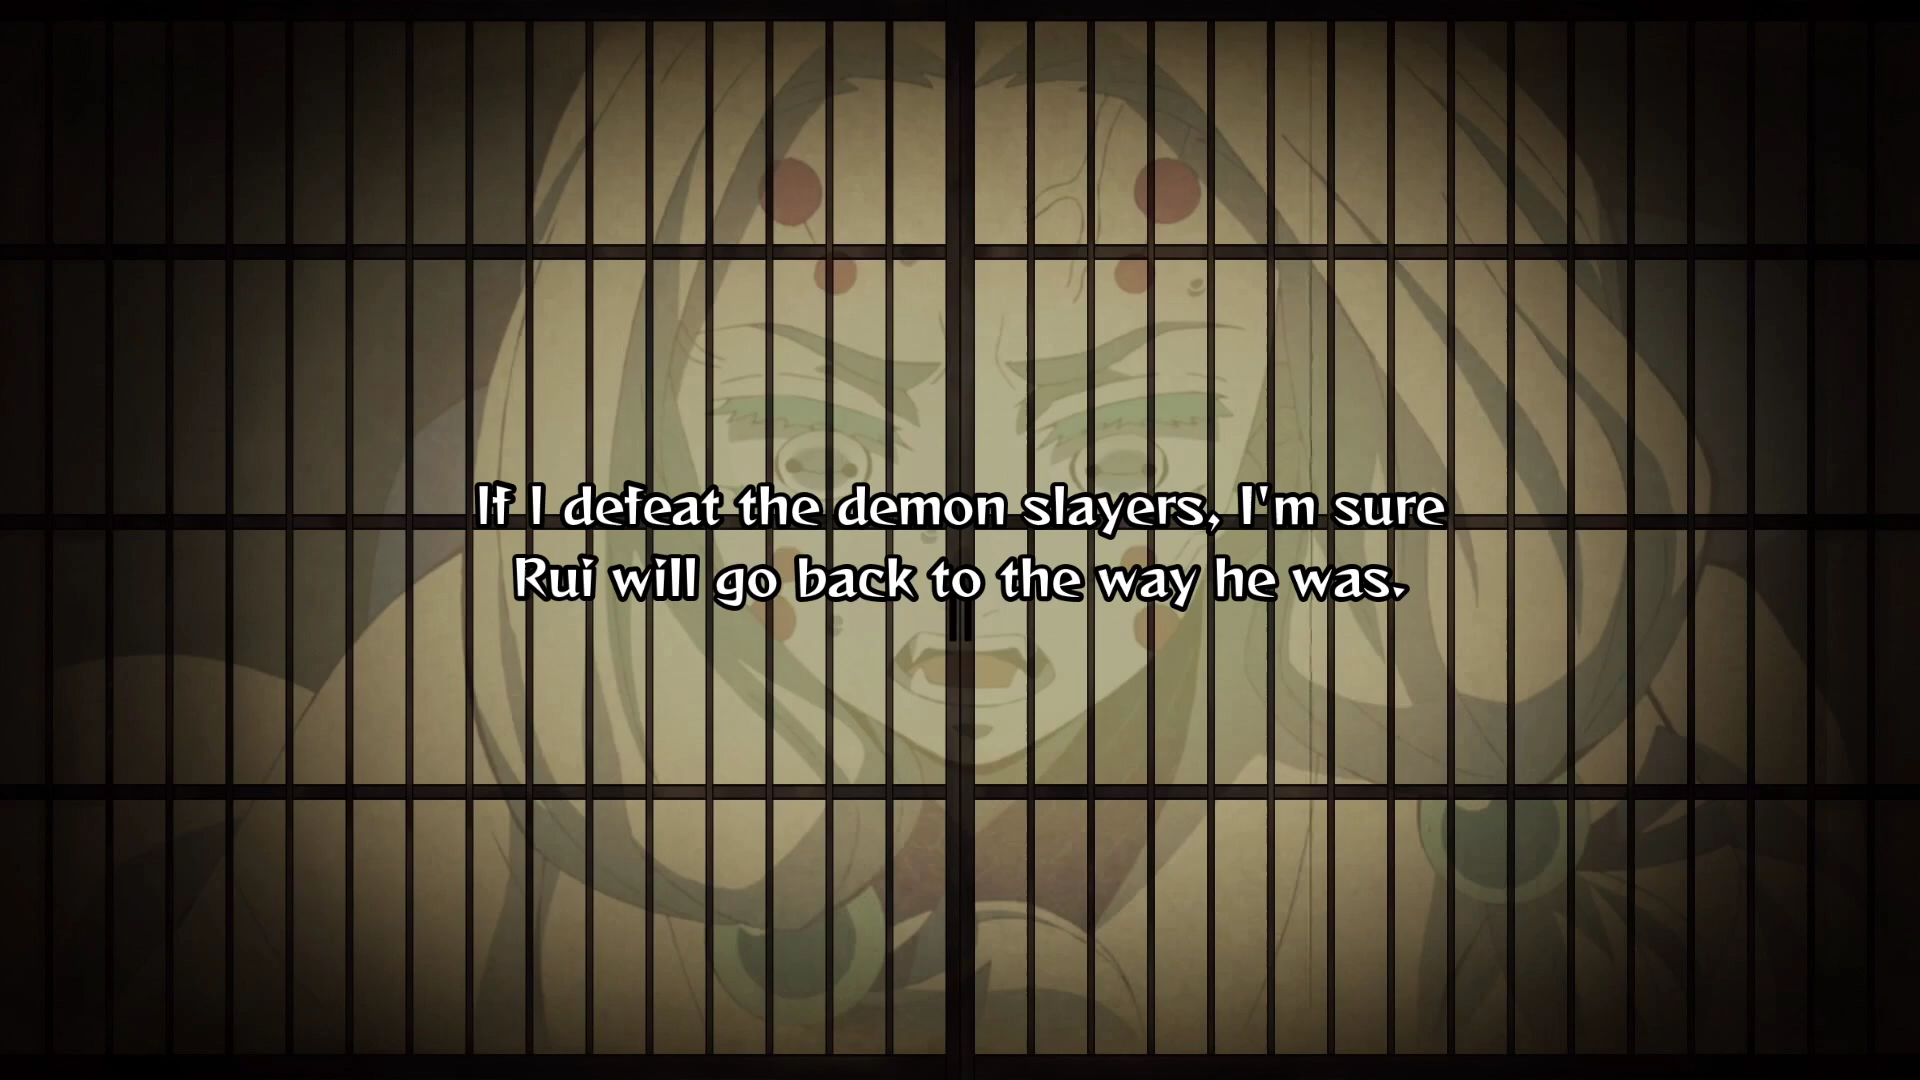 If I defeat the demon slayers, I'm sure
Rui will go back to the way he was.